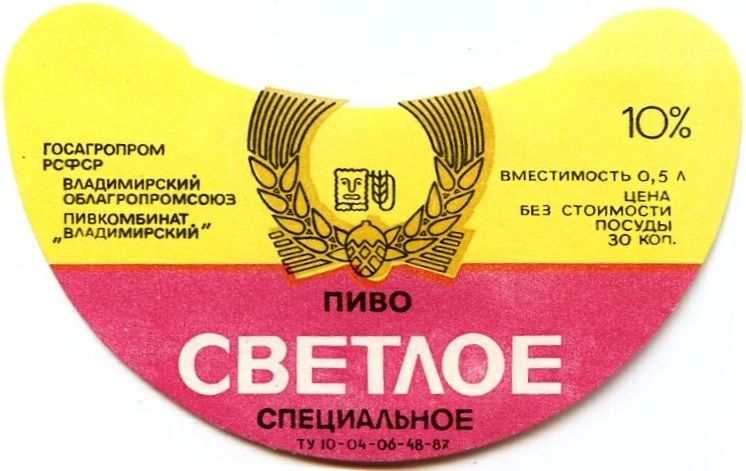 ГОСАГРОПРОМ
РСФСР
ВЛАДИМИРСКИЙ
ОБЛАГРОПРОМСОЮЗ
ПИВКОМБИНАТ
„ВЛАДИМИРСКИЙ"
10%
ВМЕСТИМОСТЬ 0,5 Л
ЦЕНА
БЕЗ СТОИМОСТИ
ПОСУДЫ
30 КОП.
ПИВО
СВЕТЛОЕ
СПЕЦИАЛЬНОЕ
ТУ 10-04-06-48-87